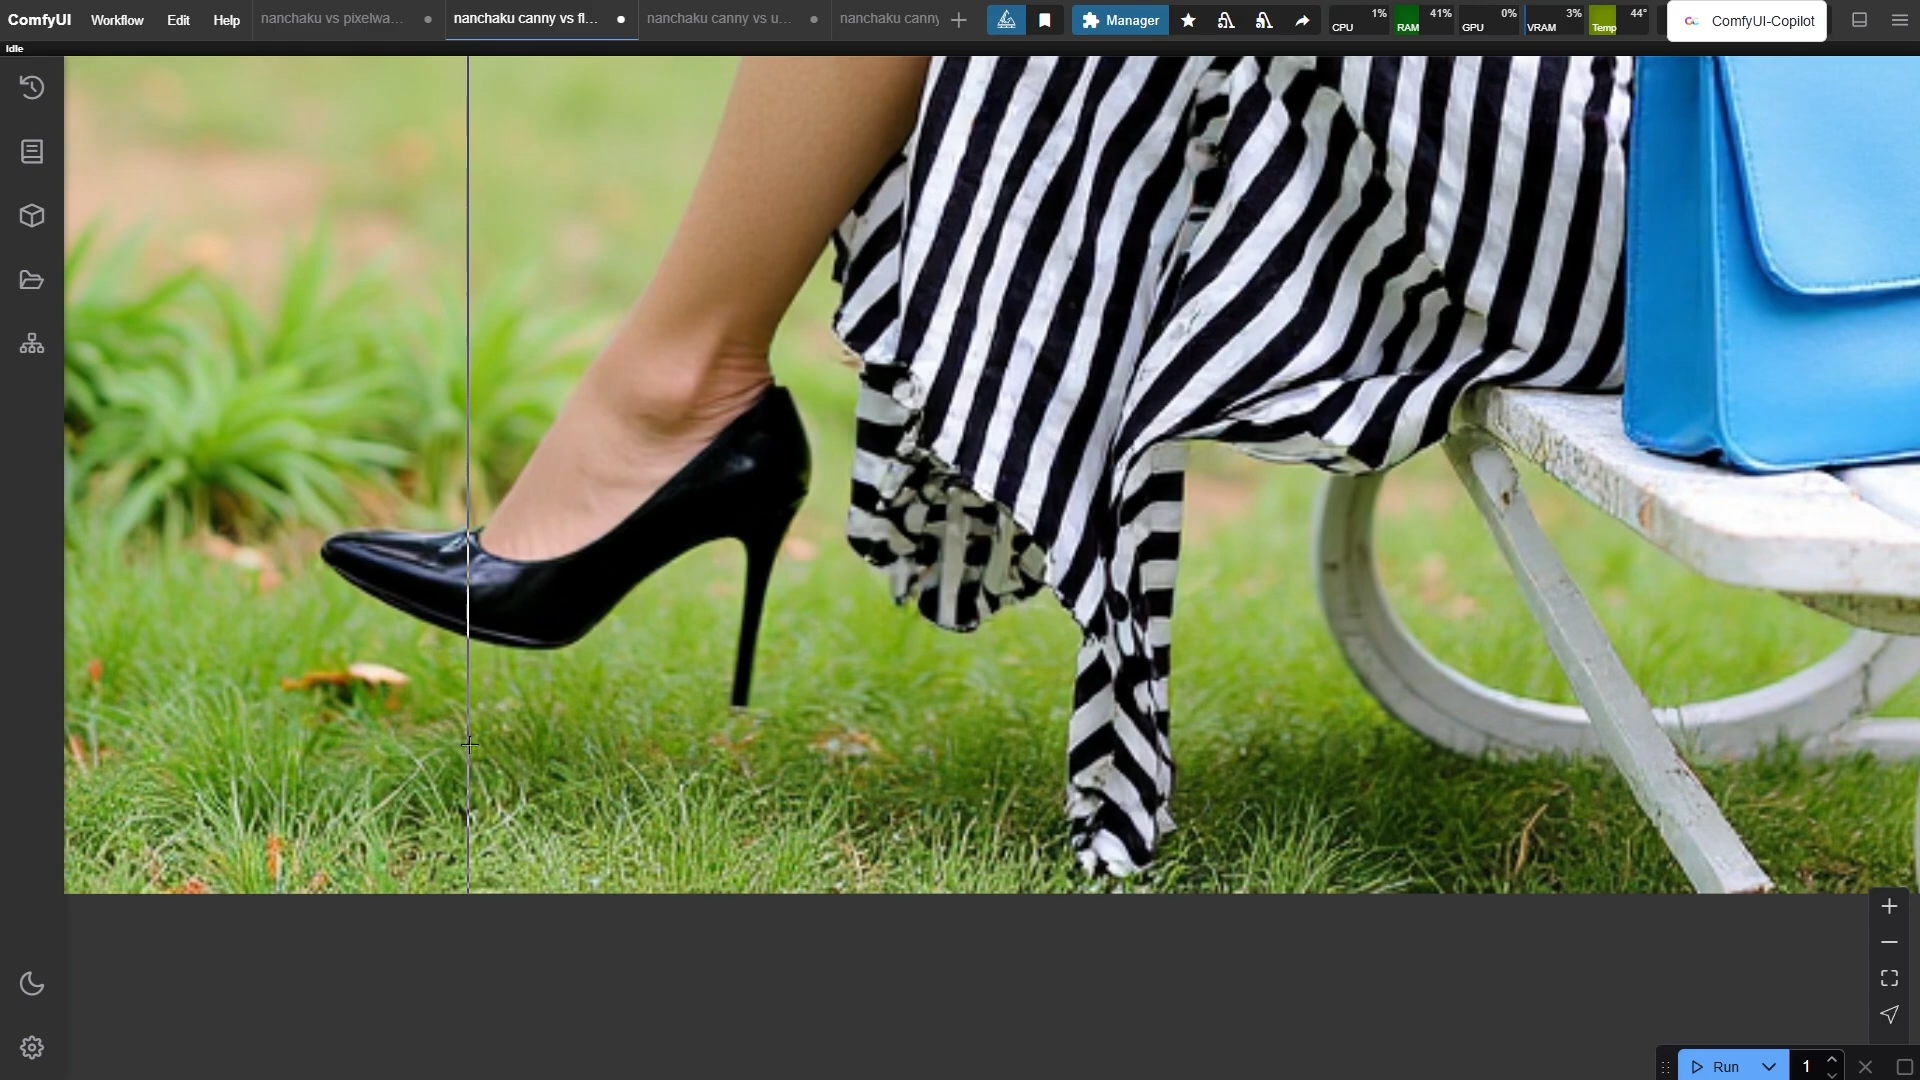 ComfyUI Workflow Edit Help nanchaku vs pixelwa... nanchaku canny vs fl... nanchaku canny vs u... nanchaku canny Manager CPU 1% RAM 41% GPU 0% VRAM 3% Temp 44° ComfyUI-Copilot
Idle
Run 1